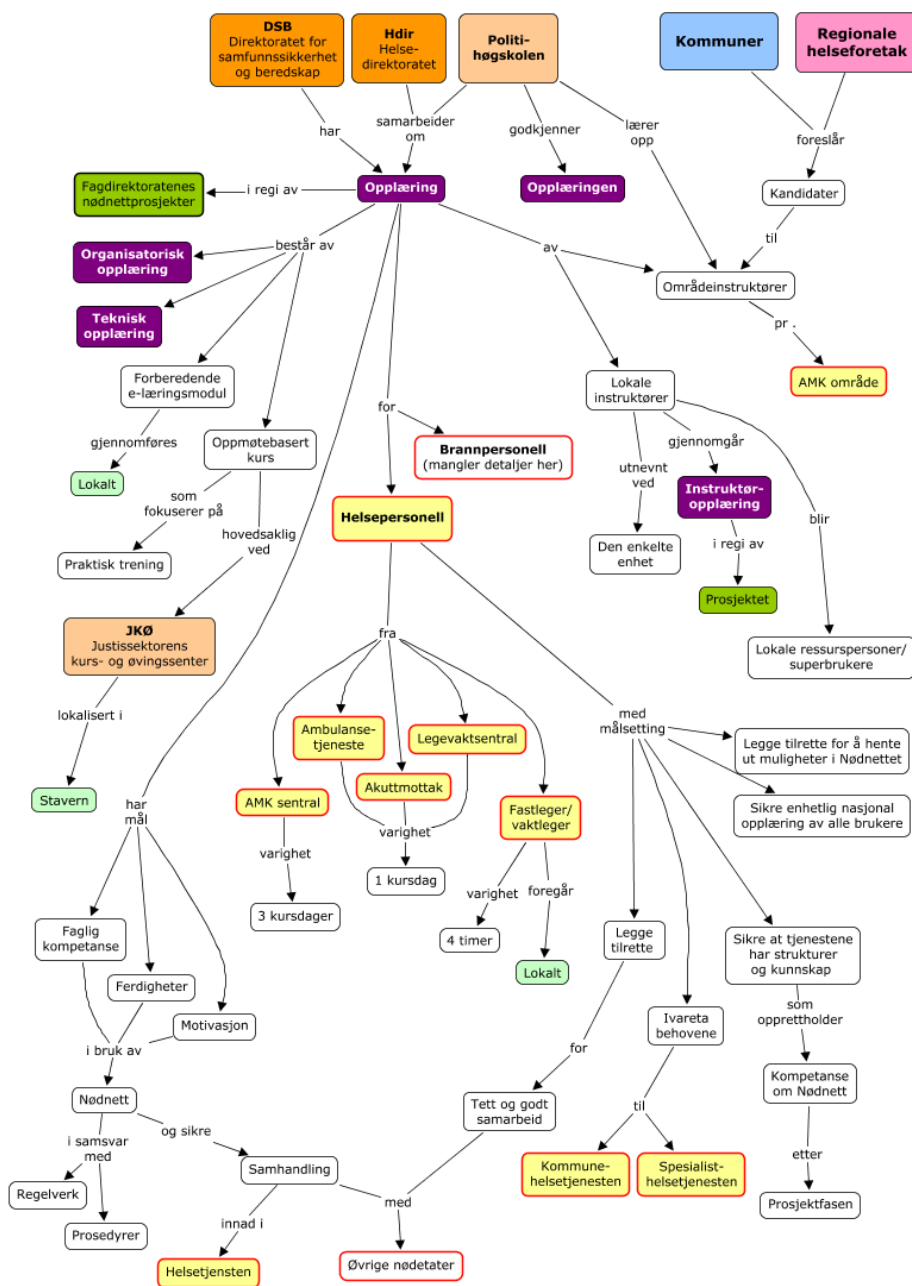 DSB
Direktoratet for
samfunnssikkerhet
og beredskap
Hdir
Helse-
direktoratet
Politi-
høgskolen
Kommuner
Regionale
helseforetak
har
samarbeider
om
godkjenner
lærer
opp
foreslår
Fagdirektoratenes
nødnettprosjekter
i regi av
Opplæring
Opplæringen
Kandidater
består av
av
til
Organisatorisk
opplæring
Områdeinstruktører
Teknisk
opplæring
pr .
Forberedende
e-læringsmodul
for
Lokale
instruktører
AMK område
gjennomføres
Oppmøtebasert
kurs
Brannpersonell
(mangler detaljer her)
utnevnt
ved
gjennomgår
Lokalt
som
fokuserer på
Instruktør-
opplæring
hovedsaklig
ved
Helsepersonell
blir
Praktisk trening
Den enkelte
enhet
i regi av
Prosjektet
JKØ
Justissektorens
kurs- og øvingssenter
fra
Lokale ressurspersoner/
superbrukere
lokalisert i
med
målsetting
Ambulanse-
tjeneste
Legevaktsentral
Legge tilrette for å hente
ut muligheter i Nødnettet
Stavern
har
mål
AMK sentral
Akuttmottak
Fastleger/
vaktleger
Sikre enhetlig nasjonal
opplæring av alle brukere
varighet
varighet
1 kursdag
varighet
foregår
3 kursdager
Faglig
kompetanse
4 timer
Legge
tilrette
Sikre at tjenestene
har strukturer
og kunnskap
Lokalt
Ferdigheter
Motivasjon
Ivareta
behovene
som
opprettholder
i bruk av
for
Nødnett
Tett og godt
samarbeid
Kompetanse
om Nødnett
i samsvar
med
og sikre
til
Samhandling
Kommune-
helsetjenesten
Spesialist-
helsetjenesten
etter
Regelverk
med
Prosjektfasen
Prosedyrer
innad i
Helsetjensten
Øvrige nødetater